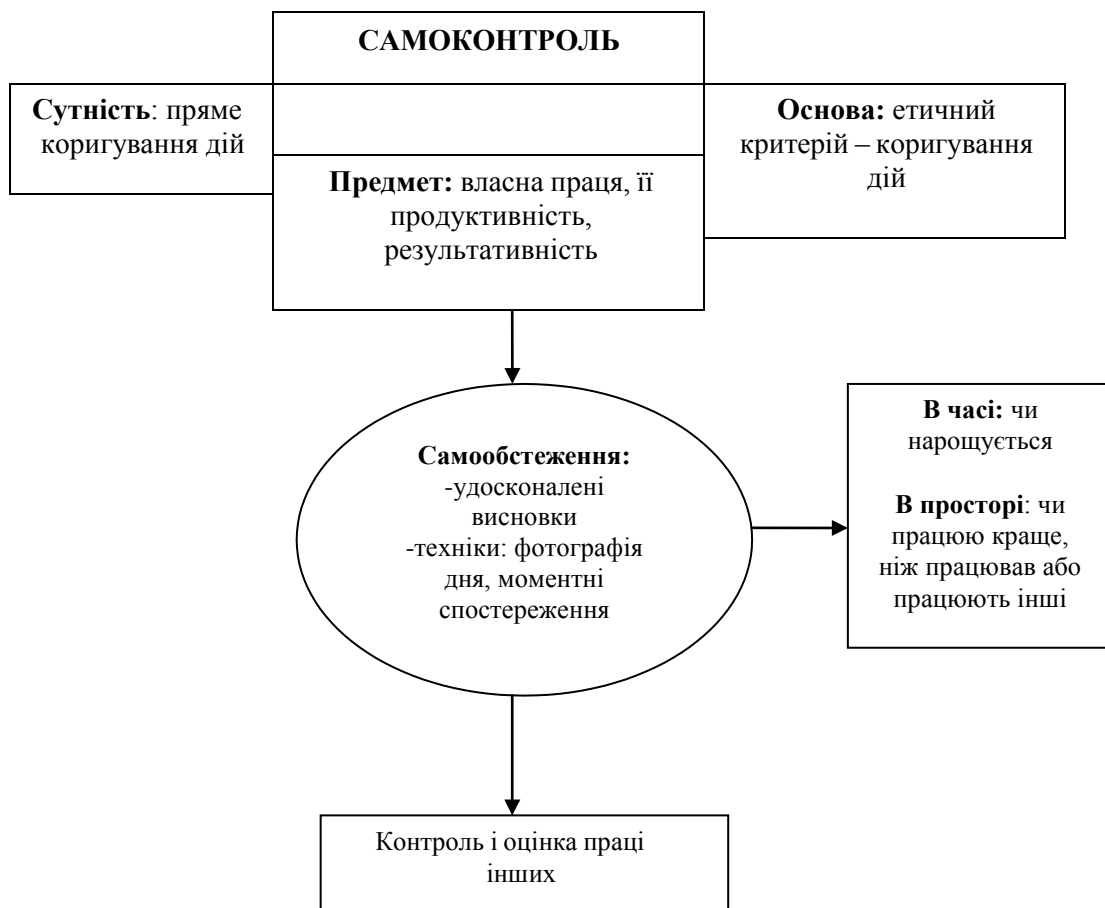 САМОКОНТРОЛЬ
Сутність: пряме
коригування дій
Основа: етичний
критерій – коригування
дій
Предмет: власна праця, її
продуктивність,
результативність
Самообстеження:
-удосконалені
висновки
-техніки: фотографія
дня, моментні
спостереження
В часі: чи
нарощується
В просторі: чи
працюю краще,
ніж працював або
працюють інші
Контроль і оцінка праці
інших